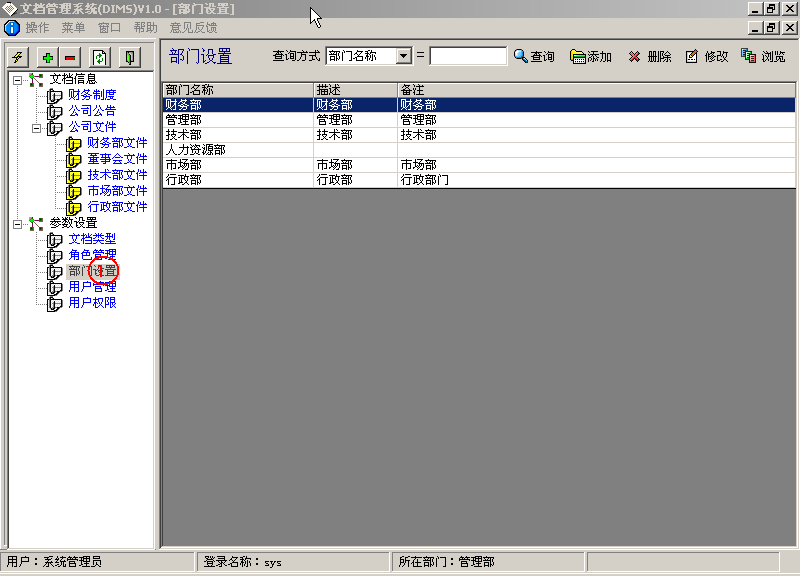 文档管理系统(DIMS)V1.0 - [部门设置]
操作 菜单 窗口 帮助 意见反馈
部门设置 查询方式 部门名称 = 查询 添加 删除 修改 浏览
文档信息
财务制度
公司公告
公司文件
财务部文件
董事会文件
技术部文件
市场部文件
行政部文件
参数设置
文档类型
角色管理
部门设置
用户管理
用户权限
部门名称 描述 备注
财务部 财务部 财务部
管理部 管理部 管理部
技术部 技术部 技术部
人力资源部
市场部 市场部 市场部
行政部 行政部 行政部门
用户：系统管理员 登录名称：sys 所在部门：管理部